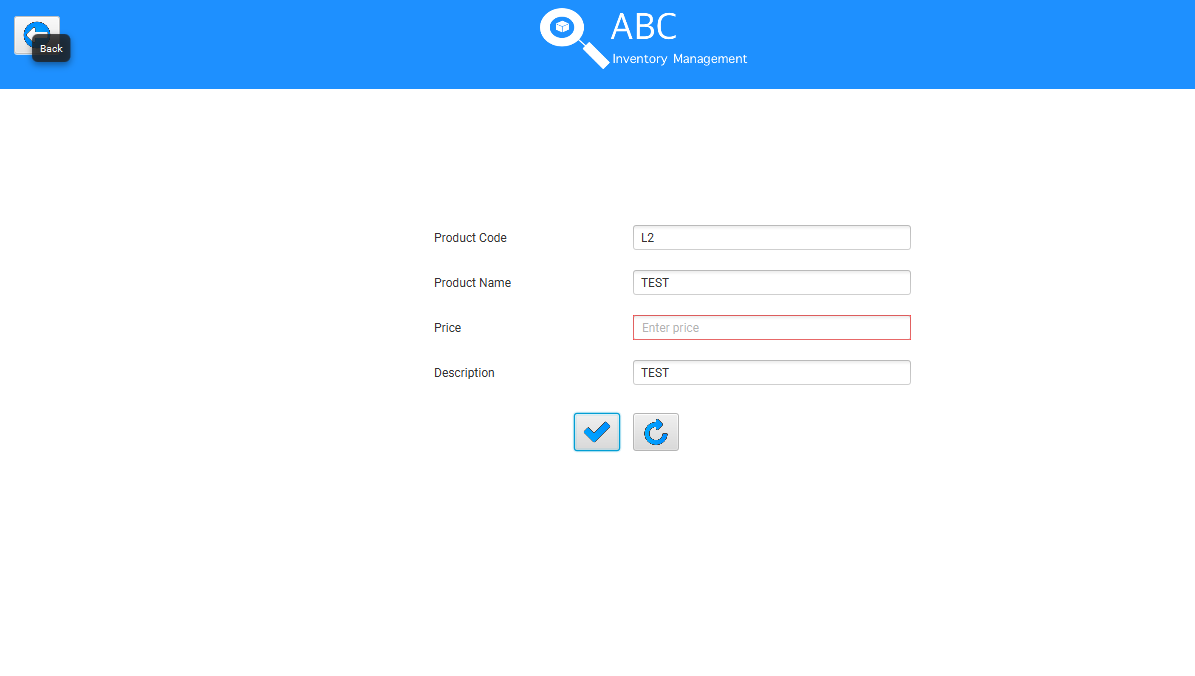 Back
ABC
Inventory Management
Product Code
L2
Product Name
TEST
Price
Enter price
Description
TEST